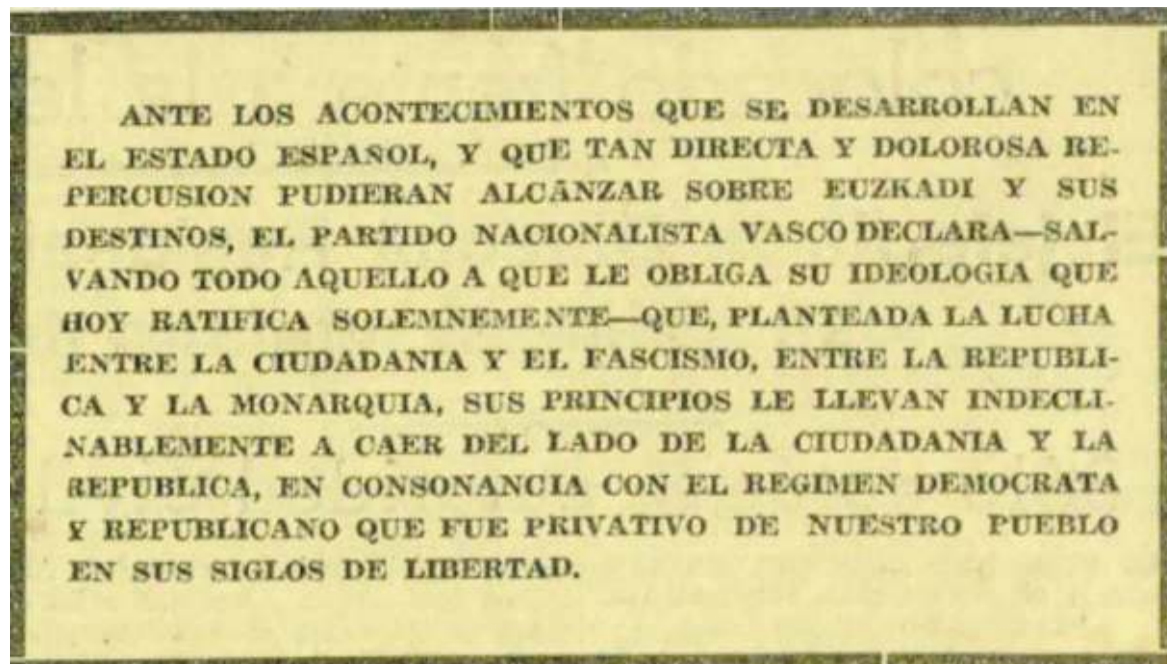 ANTE LOS ACONTECIMIENTOS QUE SE DESARROLLAN EN
EL ESTADO ESPAÑOL, Y QUE TAN DIRECTA Y DOLOROSA RE-
PERCUSION PUDIERAN ALCANZAR SOBRE EUZKADI Y SUS
DESTINOS, EL PARTIDO NACIONALISTA VASCO DECLARA—SAL-
VANDO TODO AQUELLO A QUE LE OBLIGA SU IDEOLOGIA QUE
HOY RATIFICA SOLEMNEMENTE—QUE, PLANTEADA LA LUCHA
ENTRE LA CIUDADANIA Y EL FASCISMO, ENTRE LA REPUBLI-
CA Y LA MONARQUIA, SUS PRINCIPIOS LE LLEVAN INDECLI-
NABLEMENTE A CAER DEL LADO DE LA CIUDADANIA Y LA
REPUBLICA, EN CONSONANCIA CON EL REGIMEN DEMOCRATA
Y REPUBLICANO QUE FUE PRIVATIVO DE NUESTRO PUEBLO
EN SUS SIGLOS DE LIBERTAD.